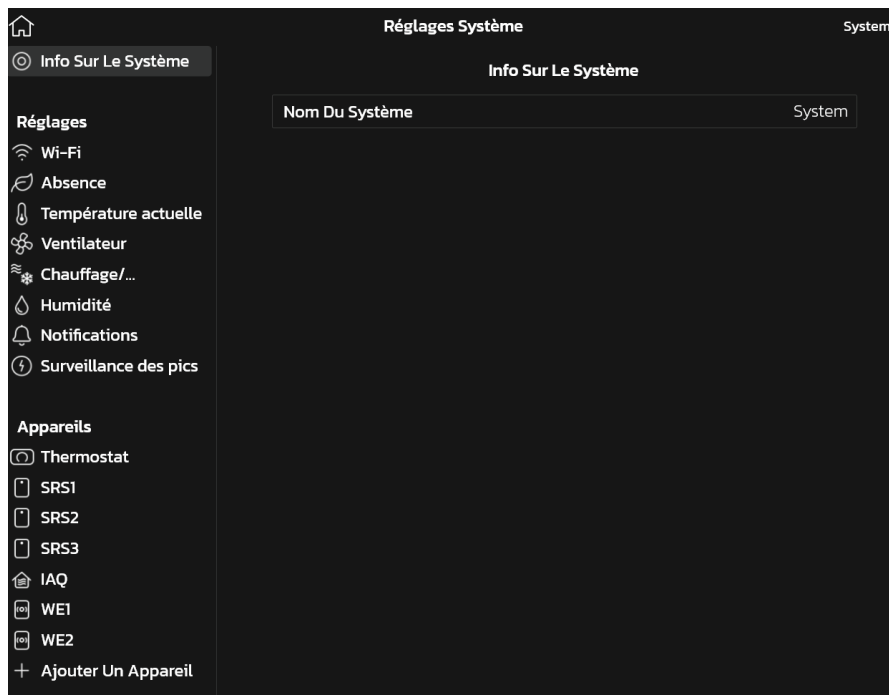 Réglages Système
System
Info Sur Le Système
Réglages
Wi-Fi
Absence
Température actuelle
Ventilateur
Chauffage/...
Humidité
Notifications
Surveillance des pics
Appareils
Thermostat
SRS1
SRS2
SRS3
IAQ
WE1
WE2
Ajouter Un Appareil
Info Sur Le Système
Nom Du Système System